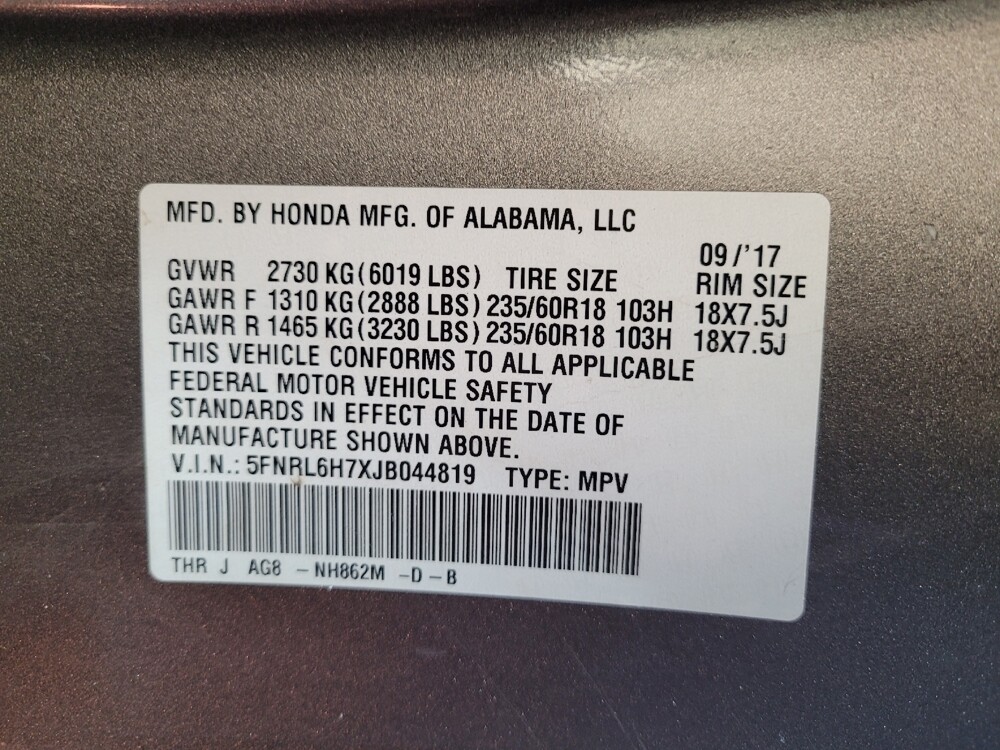 MFD. BY HONDA MFG. OF ALABAMA, LLC
09/'17
GVWR 2730 KG (6019 LBS) TIRE SIZE RIM SIZE
GAWR F 1310 KG (2888 LBS) 235/60R18 103H 18X7.5J
GAWR R 1465 KG (3230 LBS) 235/60R18 103H 18X7.5J
THIS VEHICLE CONFORMS TO ALL APPLICABLE
FEDERAL MOTOR VEHICLE SAFETY
STANDARDS IN EFFECT ON THE DATE OF
MANUFACTURE SHOWN ABOVE.
V.I.N.: 5FNRL6H7XJB044819 TYPE: MPV
THR J AG8 - NH862M - D - B